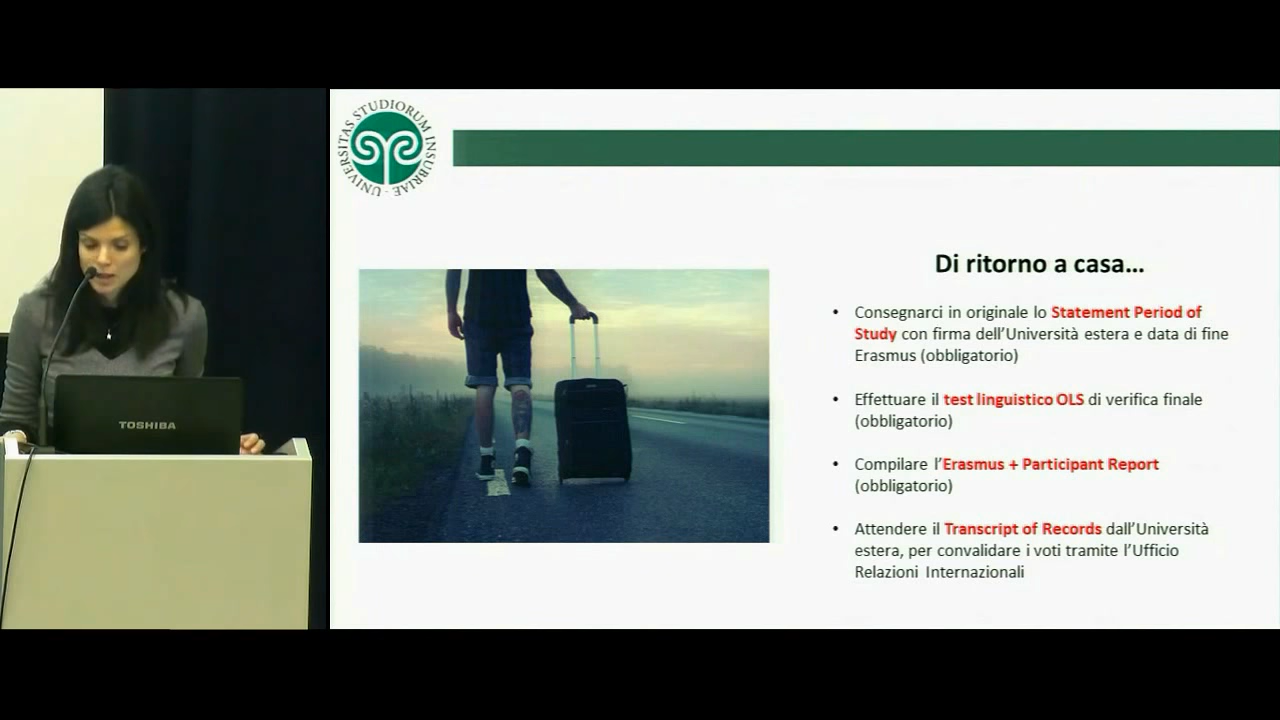 UNIVERSITAS STUDIORUM INSUBRIAE
Di ritorno a casa...
• Consegnarci in originale lo Statement Period of
Study con firma dell'Università estera e data di fine
Erasmus (obbligatorio)
• Effettuare il test linguistico OLS di verifica finale
(obbligatorio)
• Compilare l'Erasmus + Participant Report
(obbligatorio)
• Attendere il Transcript of Records dall'Università
estera, per convalidare i voti tramite l'Ufficio
Relazioni Internazionali
TOSHIBA